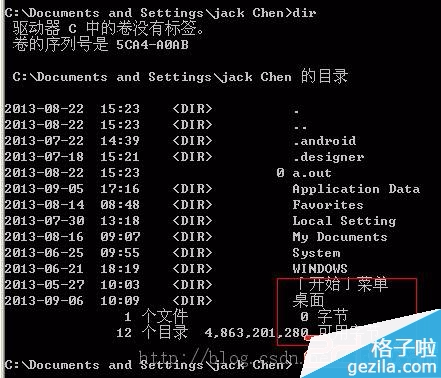 C:\Documents and Settings\jack Chen>dir
驱动器 C 中的卷没有标签。
卷的序列号是 5CA4-A0AB
C:\Documents and Settings\jack Chen 的目录
2013-08-22 15:23 <DIR> .
2013-08-22 15:23 <DIR> ..
2013-07-22 14:39 <DIR> .android
2013-07-18 15:21 <DIR> .designer
2013-08-22 15:23 0 a.out
2013-09-05 17:16 <DIR> Application Data
2013-08-14 08:48 <DIR> Favorites
2013-07-30 13:18 <DIR> Local Setting
2013-08-16 09:07 <DIR> My Documents
2013-06-25 09:55 <DIR> System
2013-06-21 18:19 <DIR> WINDOWS
2013-05-27 10:03 <DIR> 「开始」菜单
2013-09-06 10:09 <DIR> 桌面
1 个文件 0 字节
12 个目录 4,863,201,280 可用
http://blog.csdn.
C:\Documents and Settings\jack Chen>
格子啦
gezila.com